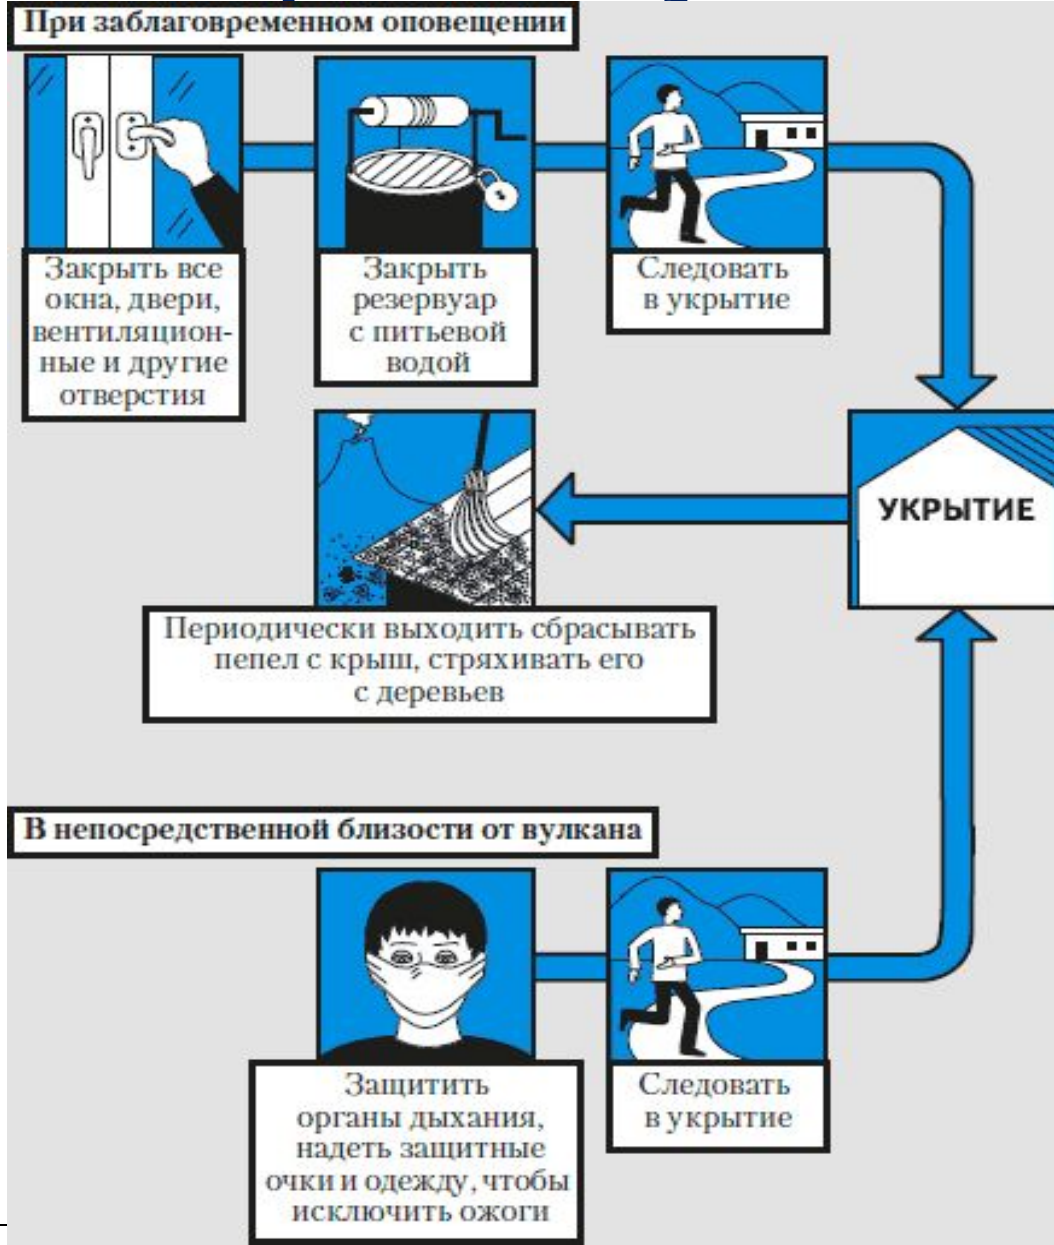 При заблаговременном оповещении
Закрыть все
окна, двери,
вентиляцион-
ные и другие
отверстия
Закрыть
резервуар
с питьевой
водой
Следовать
в укрытие
УКРЫТИЕ
Периодически выходить сбрасывать
пепел с крыш, стряхивать его
с деревьев
В непосредственной близости от вулкана
Защитить
органы дыхания,
надеть защитные
очки и одежду, чтобы
исключить ожоги
Следовать
в укрытие